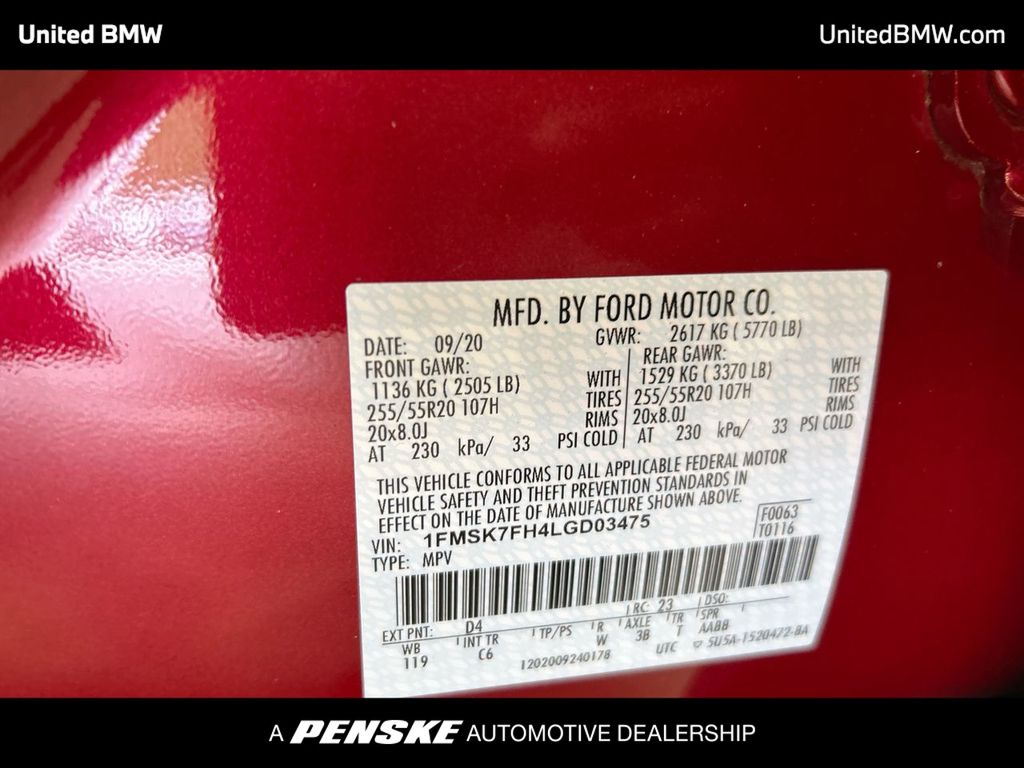 United BMW
UnitedBMW.com
MFD. BY FORD MOTOR CO.
DATE: 09/20
GVWR: 2617 KG ( 5770 LB)
FRONT GAWR:
1136 KG ( 2505 LB) WITH
255/55R20 107H TIRES
20x8.0J RIMS
AT 230 kPa/ 33 PSI COLD
REAR GAWR:
1529 KG ( 3370 LB) WITH
255/55R20 107H TIRES
20x8.0J RIMS
AT 230 kPa/ 33 PSI COLD
THIS VEHICLE CONFORMS TO ALL APPLICABLE FEDERAL MOTOR
VEHICLE SAFETY AND THEFT PREVENTION STANDARDS IN
EFFECT ON THE DATE OF MANUFACTURE SHOWN ABOVE.
VIN: 1FMSK7FH4LGD03475
F0063
T0116
TYPE: MPV
EXT PNT: D4 RC: 23 DSO:
WB INT TR TP/PS R AXLE TR SPR
119 C6 W 3B T AABB
1202009240178 UTC 5U5A-1520472-BA
A PENSKE AUTOMOTIVE DEALERSHIP